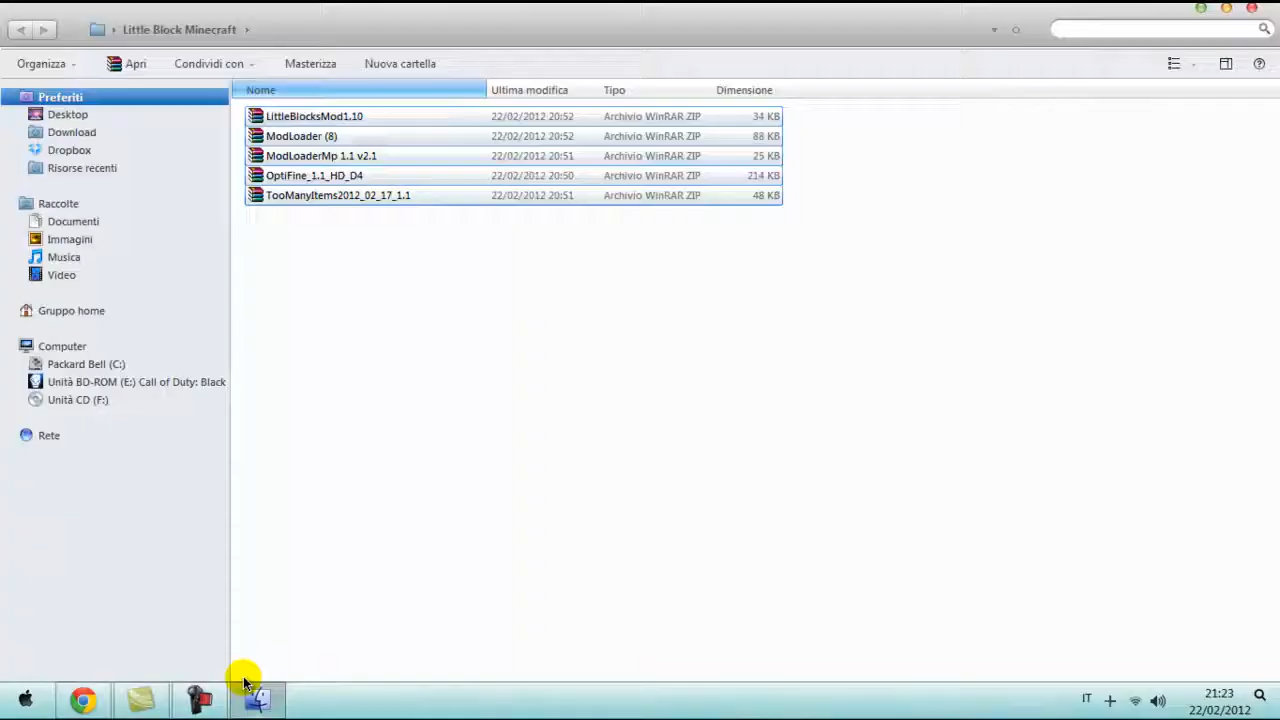 Little Block Minecraft
Organizza Apri Condividi con Masterizza Nuova cartella
Preferiti
Desktop
Download
Dropbox
Risorse recenti
Raccolte
Documenti
Immagini
Musica
Video
Gruppo home
Computer
Packard Bell (C:)
Unità BD-ROM (E:) Call of Duty: Black
Unità CD (F:)
Rete
Nome Ultima modifica Tipo Dimensione
LittleBlocksMod1.10 22/02/2012 20:52 Archivio WinRAR ZIP 34 KB
ModLoader (8) 22/02/2012 20:52 Archivio WinRAR ZIP 88 KB
ModLoaderMp 1.1 v2.1 22/02/2012 20:51 Archivio WinRAR ZIP 25 KB
OptiFine_1.1_HD_D4 22/02/2012 20:50 Archivio WinRAR ZIP 214 KB
TooManyItems2012_02_17_1.1 22/02/2012 20:51 Archivio WinRAR ZIP 48 KB
IT 21:23
22/02/2012